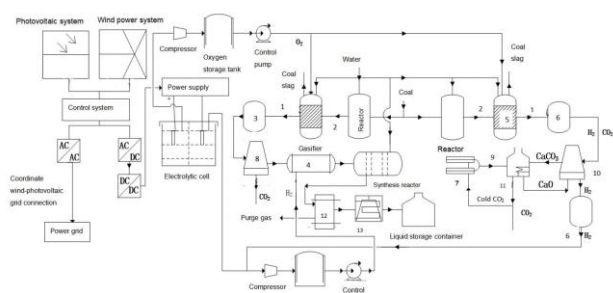 Photovoltaic system
Wind power system
Compressor
Oxygen
storage tank
Control
pump
O₂
Coal
slag
Water
Coal
Coal
slag
Control system
Power supply
+
-
AC
AC
AC
DC
DC
DC
Coordinate
wind-photovoltaic
grid connection
Power grid
Electrolytic cell
3
1
2
Reactor
2
5
1
6
H₂
CO₂
8
CO₂
Gasifier
4
H₂
Synthesis reactor
Purge gas
12
13
Liquid storage container
Reactor
7
9
11
Cold CO₂
CO₂
CaCO₃
CaO
10
H₂
6
H₂
Compressor
Control